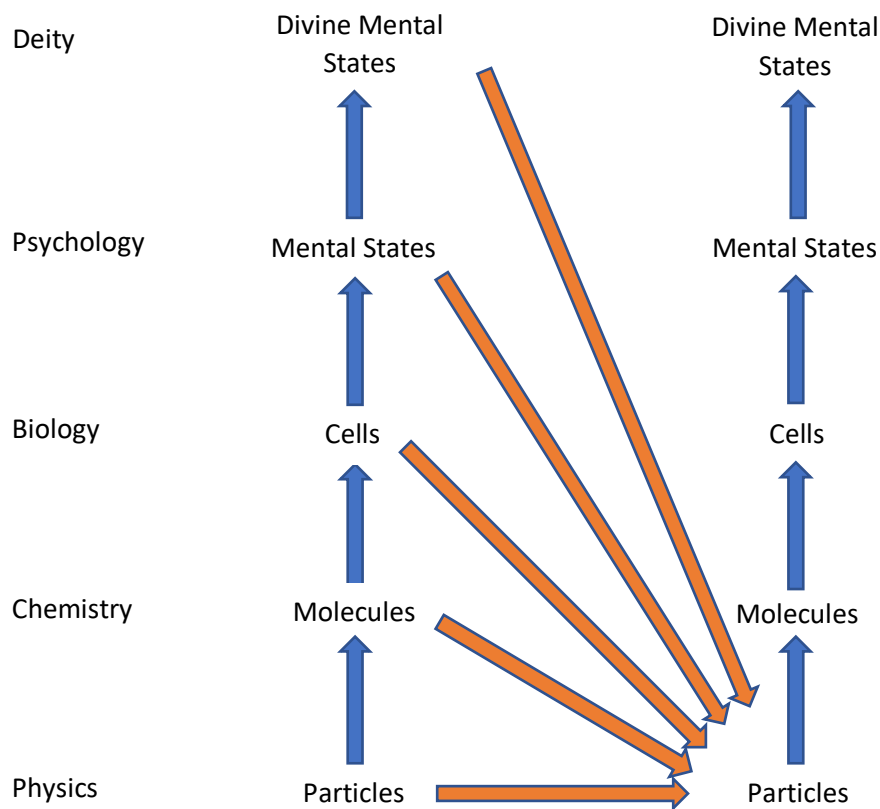 Deity
Divine Mental
States
Divine Mental
States
Psychology
Mental States
Mental States
Biology
Cells
Cells
Chemistry
Molecules
Molecules
Physics
Particles
Particles